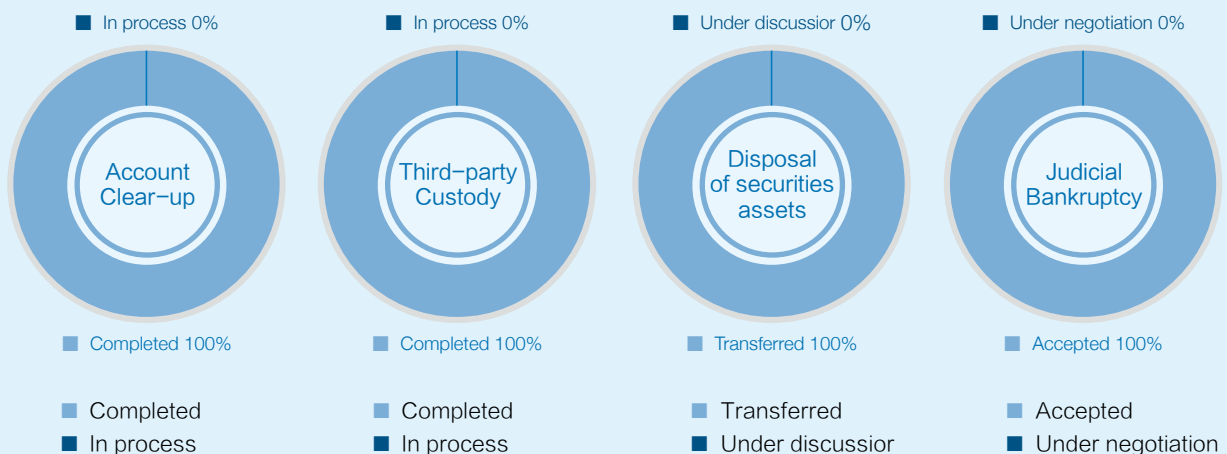 In process 0%
In process 0%
Under discussior 0%
Under negotiation 0%
Account
Clear-up
Third-party
Custody
Disposal
of securities
assets
Judicial
Bankruptcy
Completed 100%
Completed 100%
Transferred 100%
Accepted 100%
Completed
In process
Completed
In process
Transferred
Under discussior
Accepted
Under negotiation